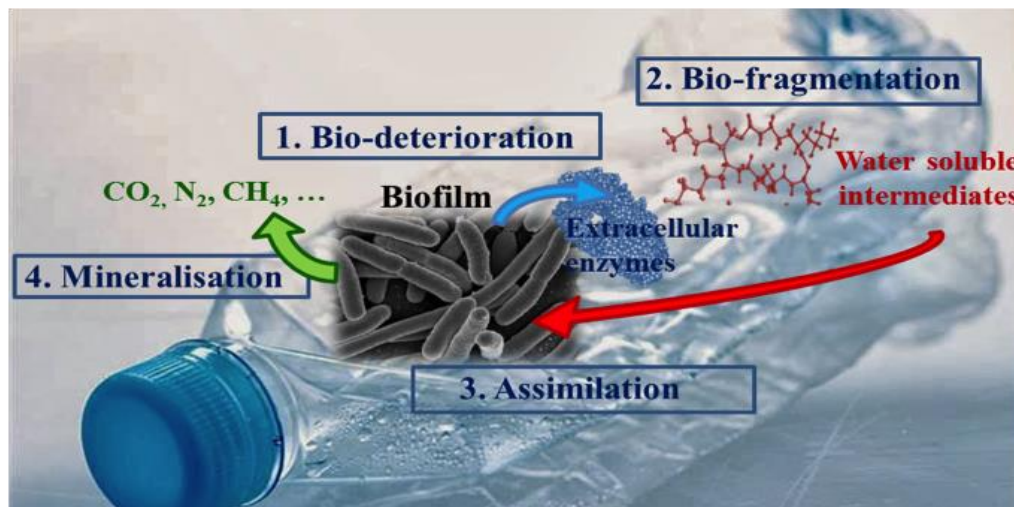 1. Bio-deterioration
2. Bio-fragmentation
Water soluble
intermediates
CO₂, N₂, CH₄, ...
Biofilm
Extracellular
enzymes
4. Mineralisation
3. Assimilation